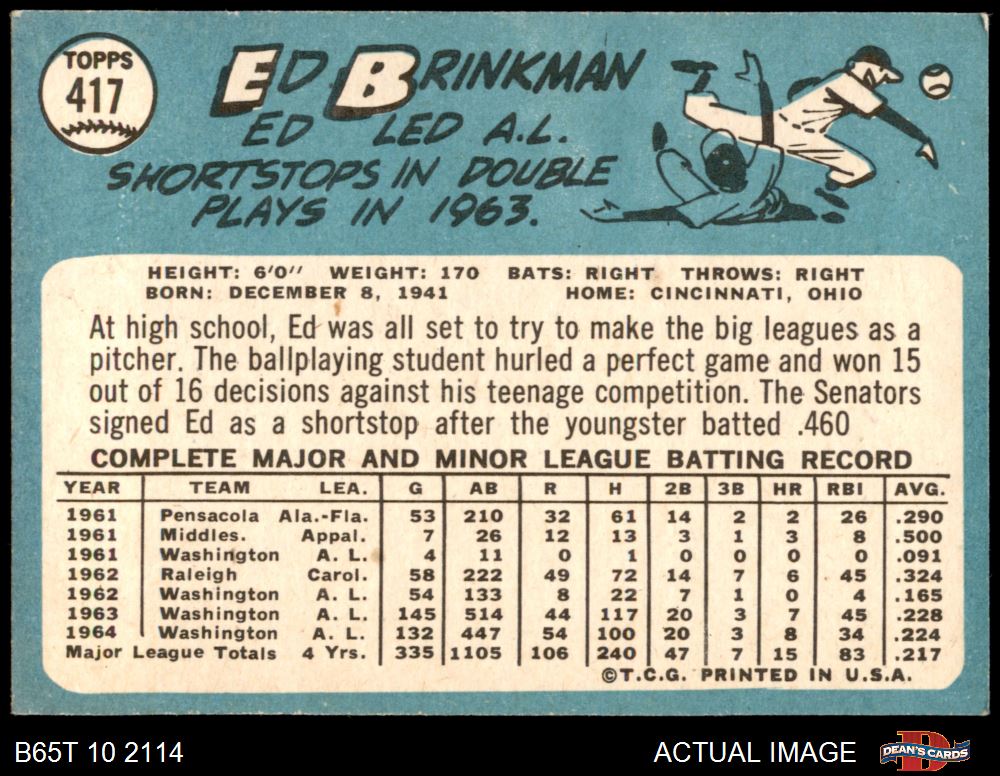 TOPPS
417
ED BRINKMAN
ED LED A.L.
SHORTSTOPS IN DOUBLE
PLAYS IN 1963.
HEIGHT: 6'0" WEIGHT: 170 BATS: RIGHT THROWS: RIGHT
BORN: DECEMBER 8, 1941 HOME: CINCINNATI, OHIO
At high school, Ed was all set to try to make the big leagues as a
pitcher. The ballplaying student hurled a perfect game and won 15
out of 16 decisions against his teenage competition. The Senators
signed Ed as a shortstop after the youngster batted .460
COMPLETE MAJOR AND MINOR LEAGUE BATTING RECORD
YEAR TEAM LEA. G AB R H 2B 3B HR RBI AVG.
1961 Pensacola Ala.-Fla. 53 210 32 61 14 2 2 26 .290
1961 Middles. Appal. 7 26 12 13 3 1 3 8 .500
1961 Washington A. L. 4 11 0 1 0 0 0 0 .091
1962 Raleigh Carol. 58 222 49 72 14 7 6 45 .324
1962 Washington A. L. 54 133 8 22 7 1 0 4 .165
1963 Washington A. L. 145 514 44 117 20 3 7 45 .228
1964 Washington A. L. 132 447 54 100 20 3 8 34 .224
Major League Totals 4 Yrs. 335 1105 106 240 47 7 15 83 .217
©T.C.G. PRINTED IN U.S.A.
B65T 10 2114 ACTUAL IMAGE DEAN'S CARDS